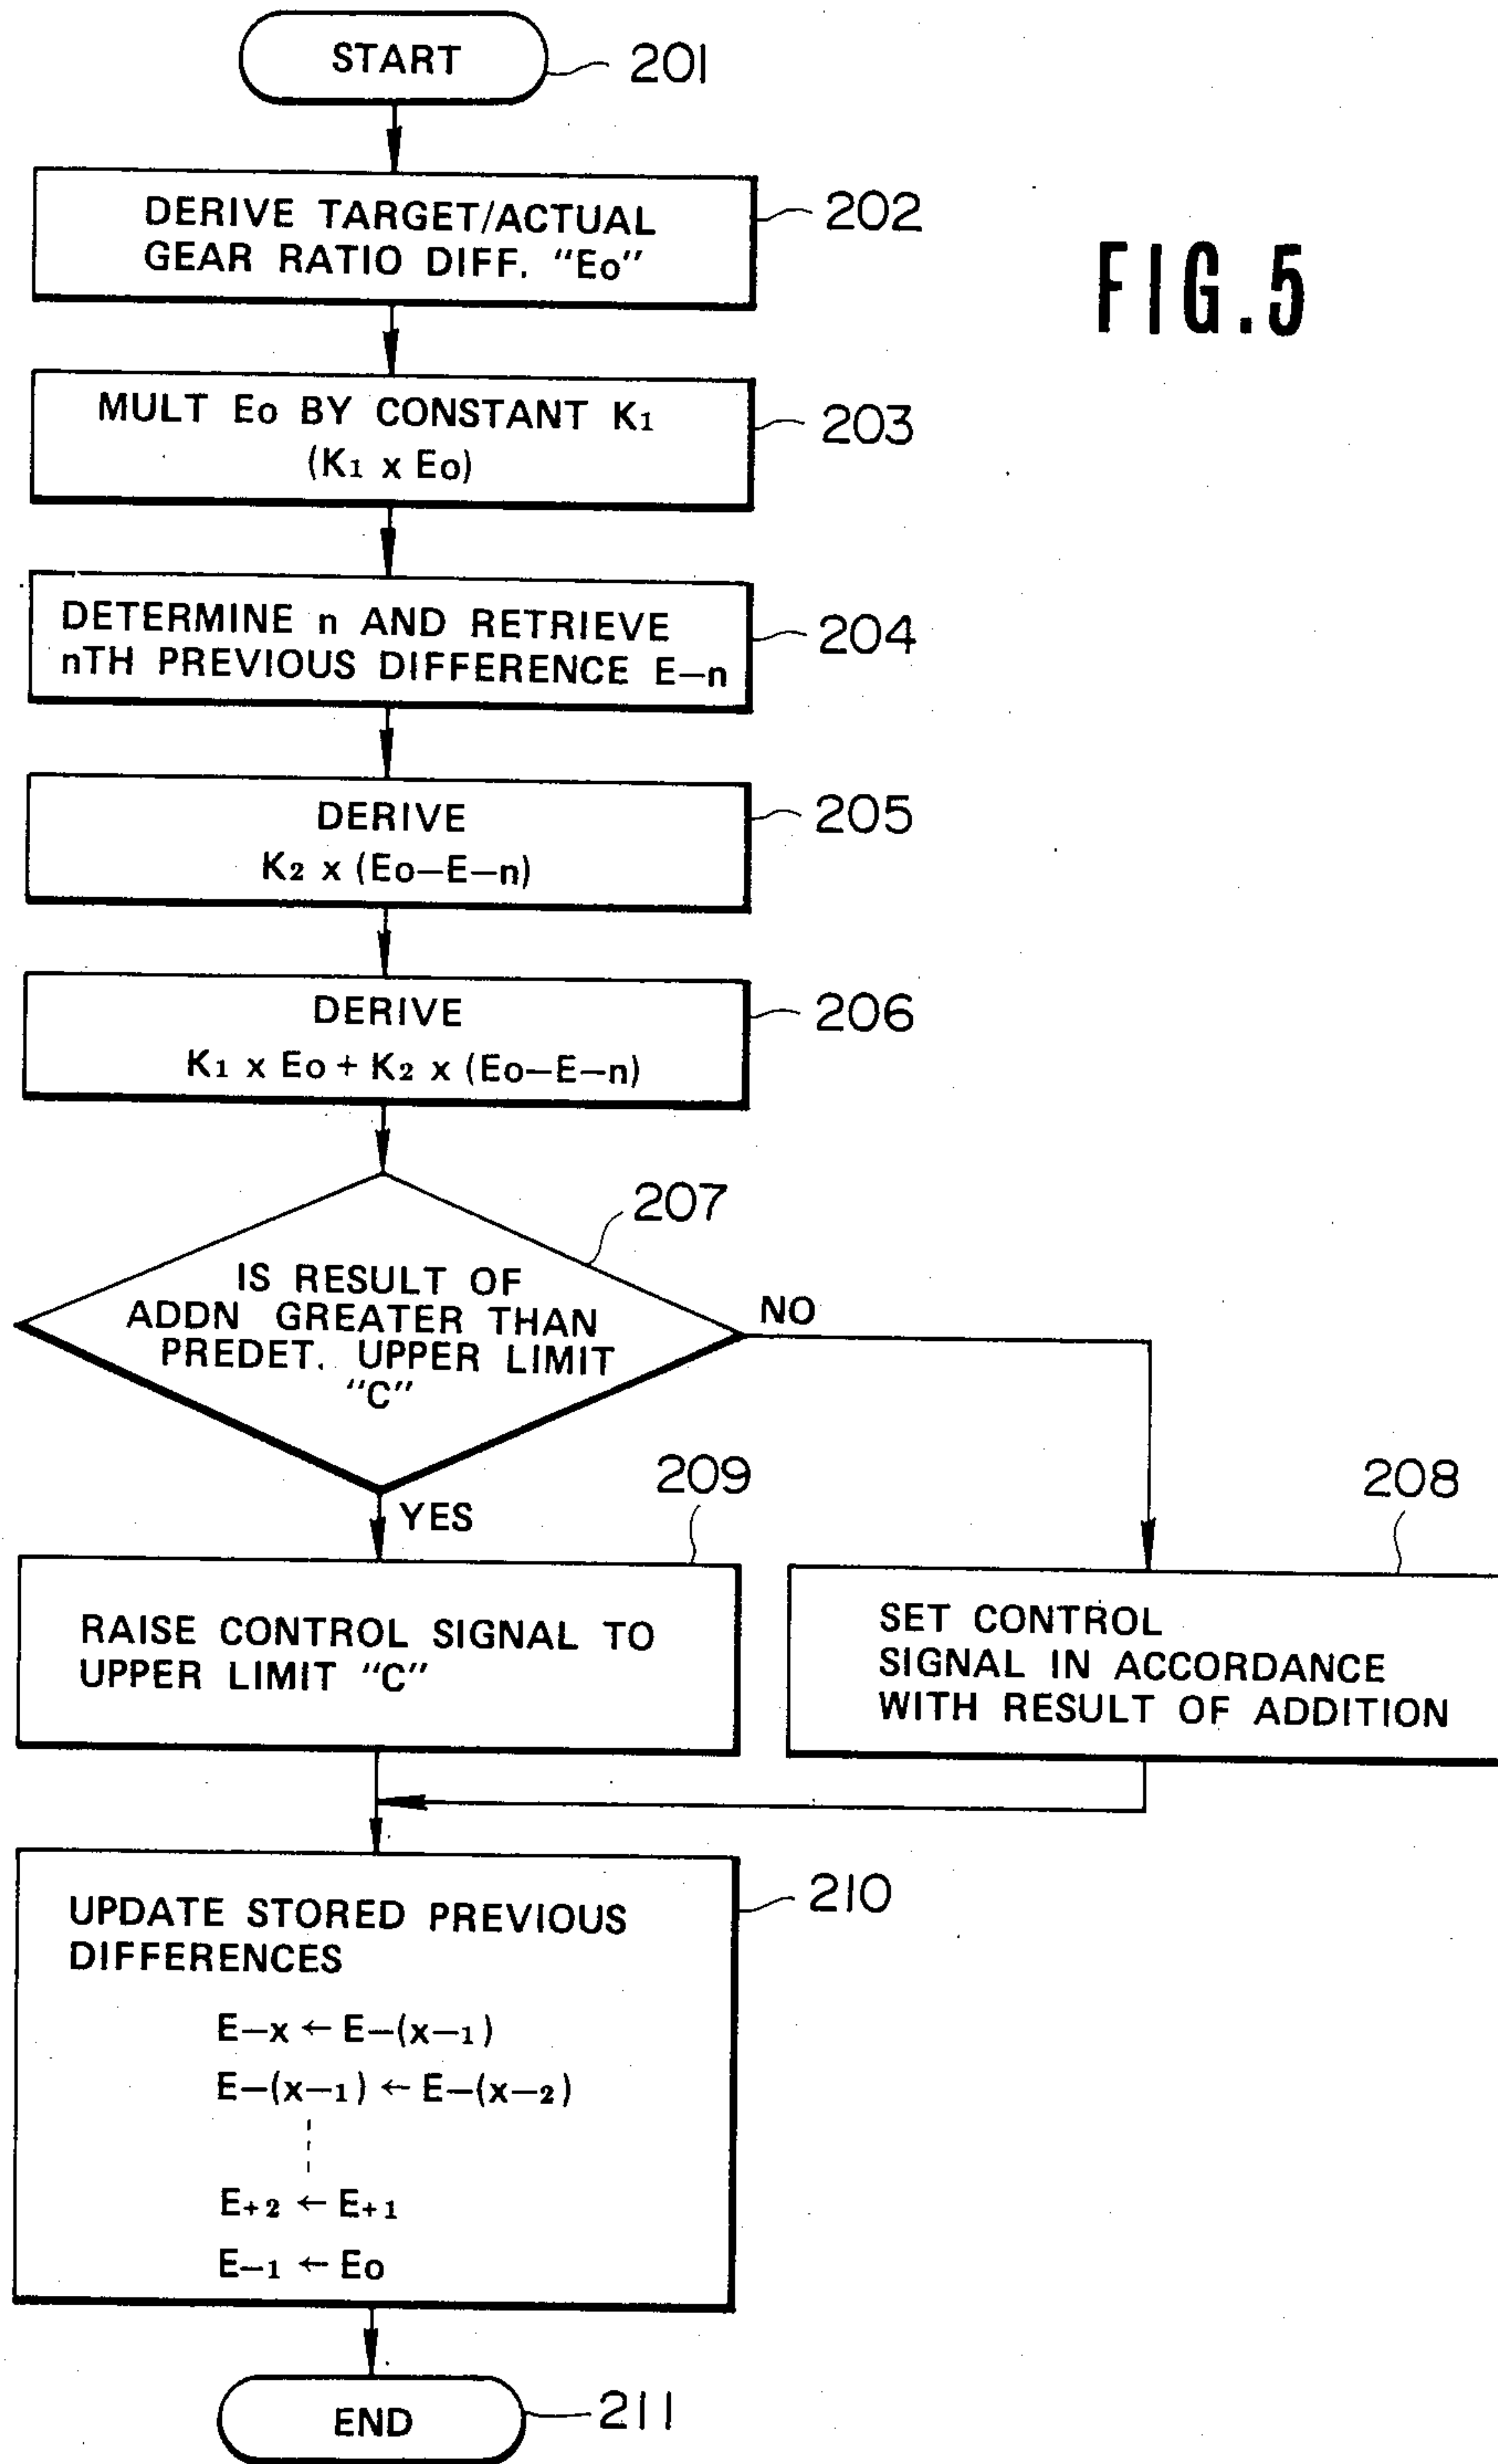 START
201
DERIVE TARGET/ACTUAL
GEAR RATIO DIFF. "Eo"
202
FIG.5
MULT Eo BY CONSTANT K1
(K1 x Eo)
203
DETERMINE n AND RETRIEVE
nTH PREVIOUS DIFFERENCE E–n
204
DERIVE
K2 x (Eo–E–n)
205
DERIVE
K1 x Eo + K2 x (Eo–E–n)
206
207
IS RESULT OF
ADDN GREATER THAN
PREDET. UPPER LIMIT
"C"
NO
YES
209
208
RAISE CONTROL SIGNAL TO
UPPER LIMIT "C"
SET CONTROL
SIGNAL IN ACCORDANCE
WITH RESULT OF ADDITION
UPDATE STORED PREVIOUS
DIFFERENCES
210
E–x ← E–(x–1)
E–(x–1) ← E–(x–2)
E+2 ← E+1
E–1 ← Eo
END
211